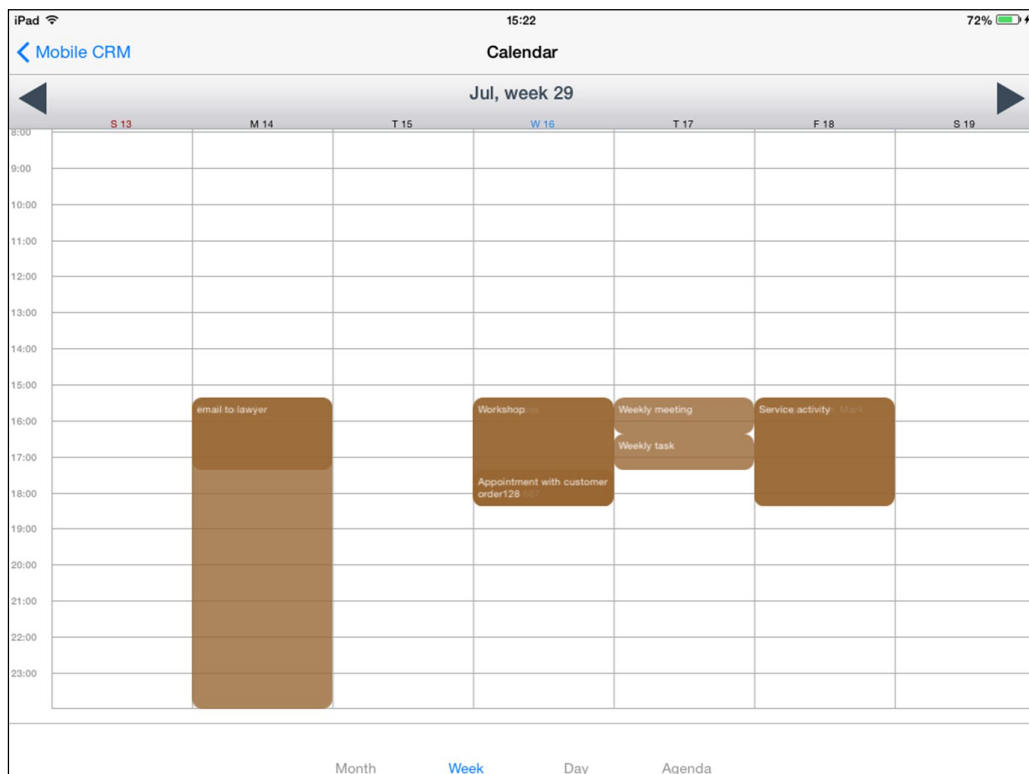 iPad 15:22 72%
Mobile CRM Calendar
Jul, week 29
S 13 M 14 T 15 W 16 T 17 F 18 S 19
8:00
9:00
10:00
11:00
12:00
13:00
14:00
15:00
email to lawyer Workshop Weekly meeting Service activity Mark
16:00
Weekly task
17:00
Appointment with customer
18:00 order128
19:00
20:00
21:00
22:00
23:00
Month Week Day Agenda